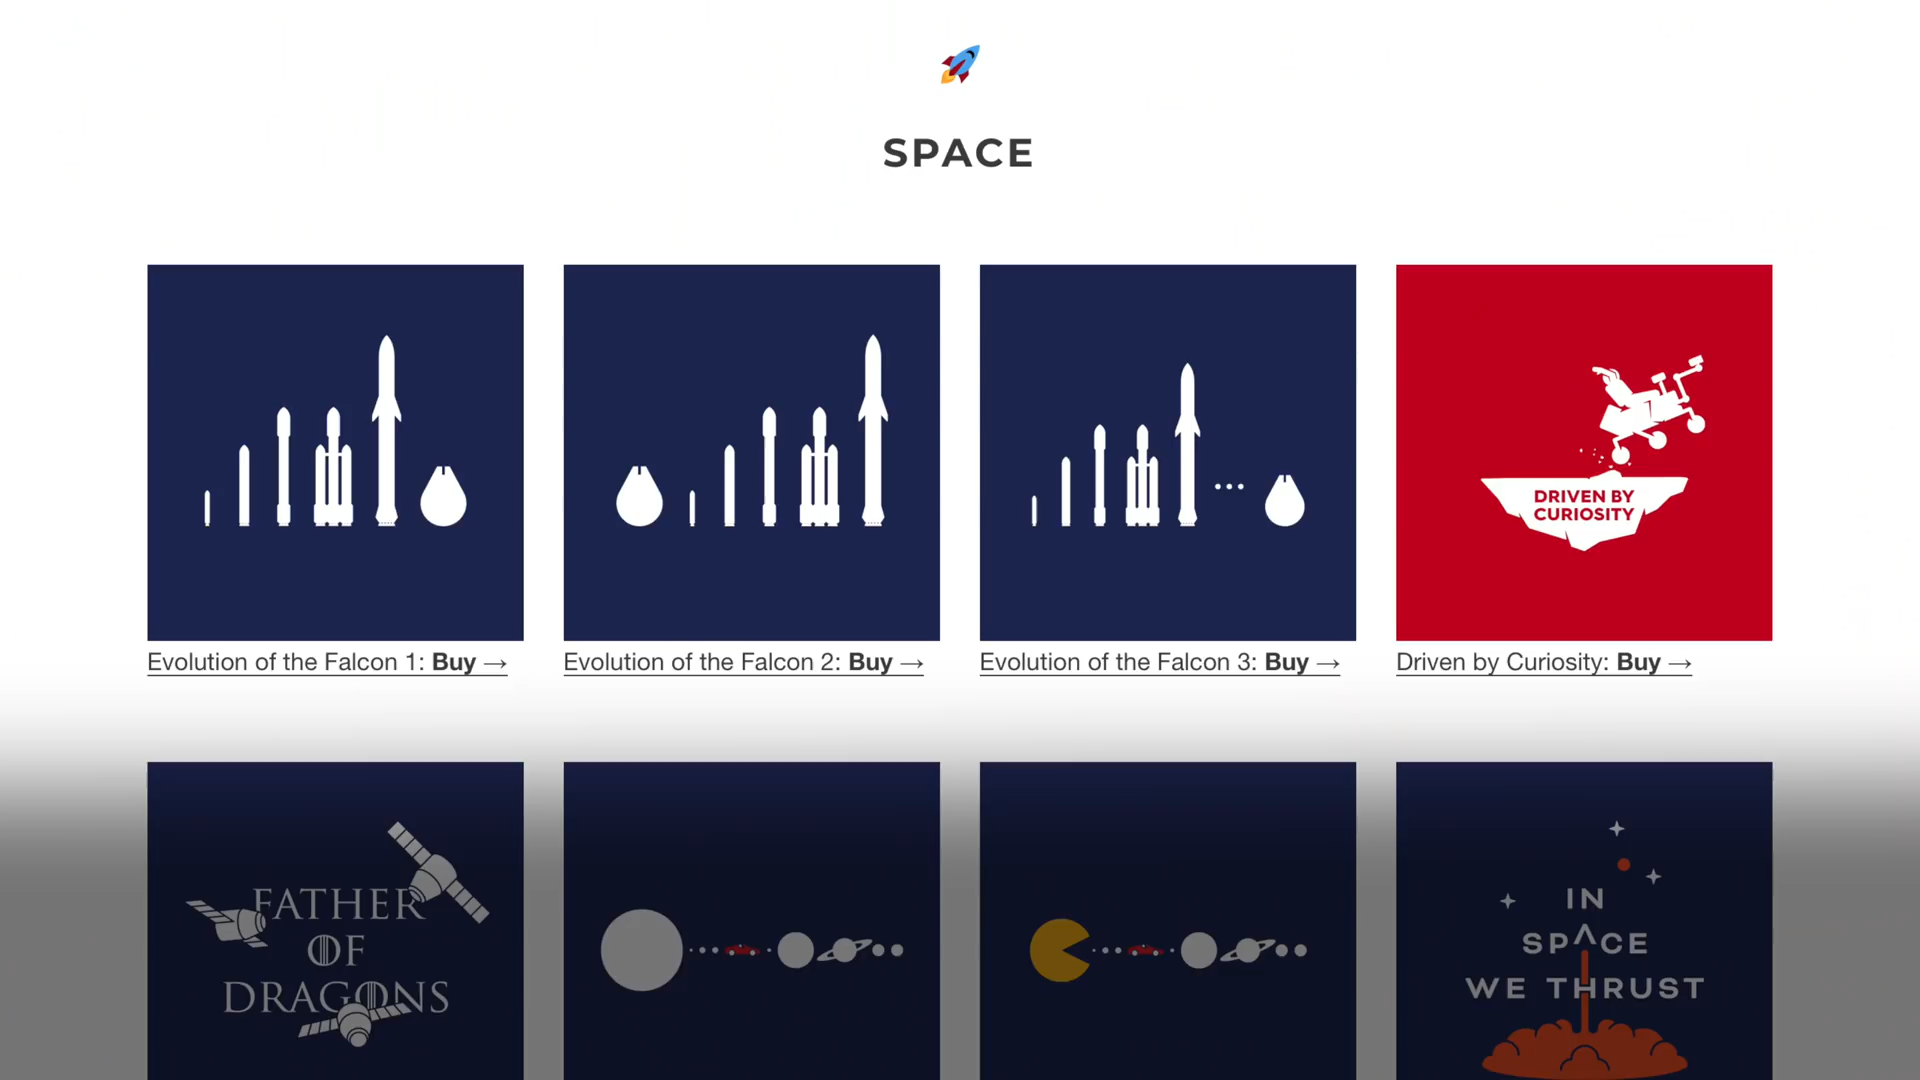 SPACE
Evolution of the Falcon 1: Buy →
Evolution of the Falcon 2: Buy →
Evolution of the Falcon 3: Buy →
DRIVEN BY
CURIOSITY
Driven by Curiosity: Buy →
FATHER
OF
DRAGONS
IN
SPACE
WE THRUST